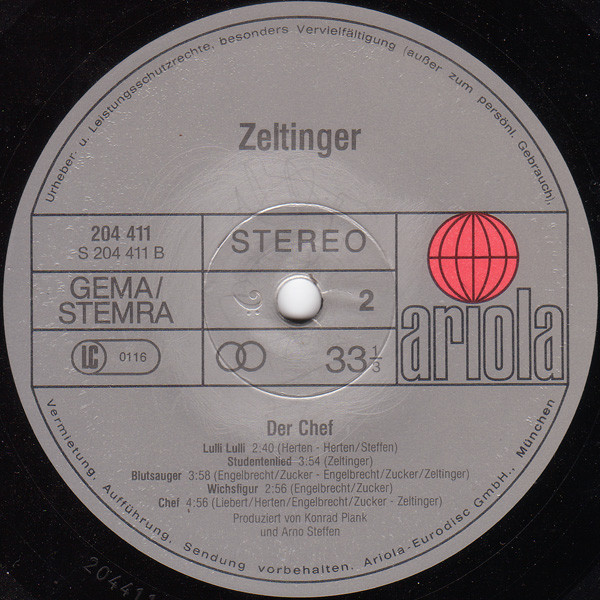 Urheber- u. Leistungsschutzrechte, besonders Vervielfältigung (außer zum persönl. Gebrauch),
Zeltinger
204 411
S 204 411 B
STEREO
GEMA/
STEMRA
2
LC 0116
33 1/3
ariola
Der Chef
Lulli Lulli 2:40 (Herten - Herten/Steffen)
Studentenlied 3:54 (Zeltinger)
Blutsauger 3:58 (Engelbrecht/Zucker - Engelbrecht/Zucker/Zeltinger)
Wichsfigur 2:56 (Engelbrecht/Zucker)
Chef 4:56 (Liebert/Herten/Engelbrecht/Zucker - Zeltinger)
Produziert von Konrad Plank
und Arno Steffen
Vermietung, Aufführung, Sendung vorbehalten. Ariola-Eurodisc GmbH., München